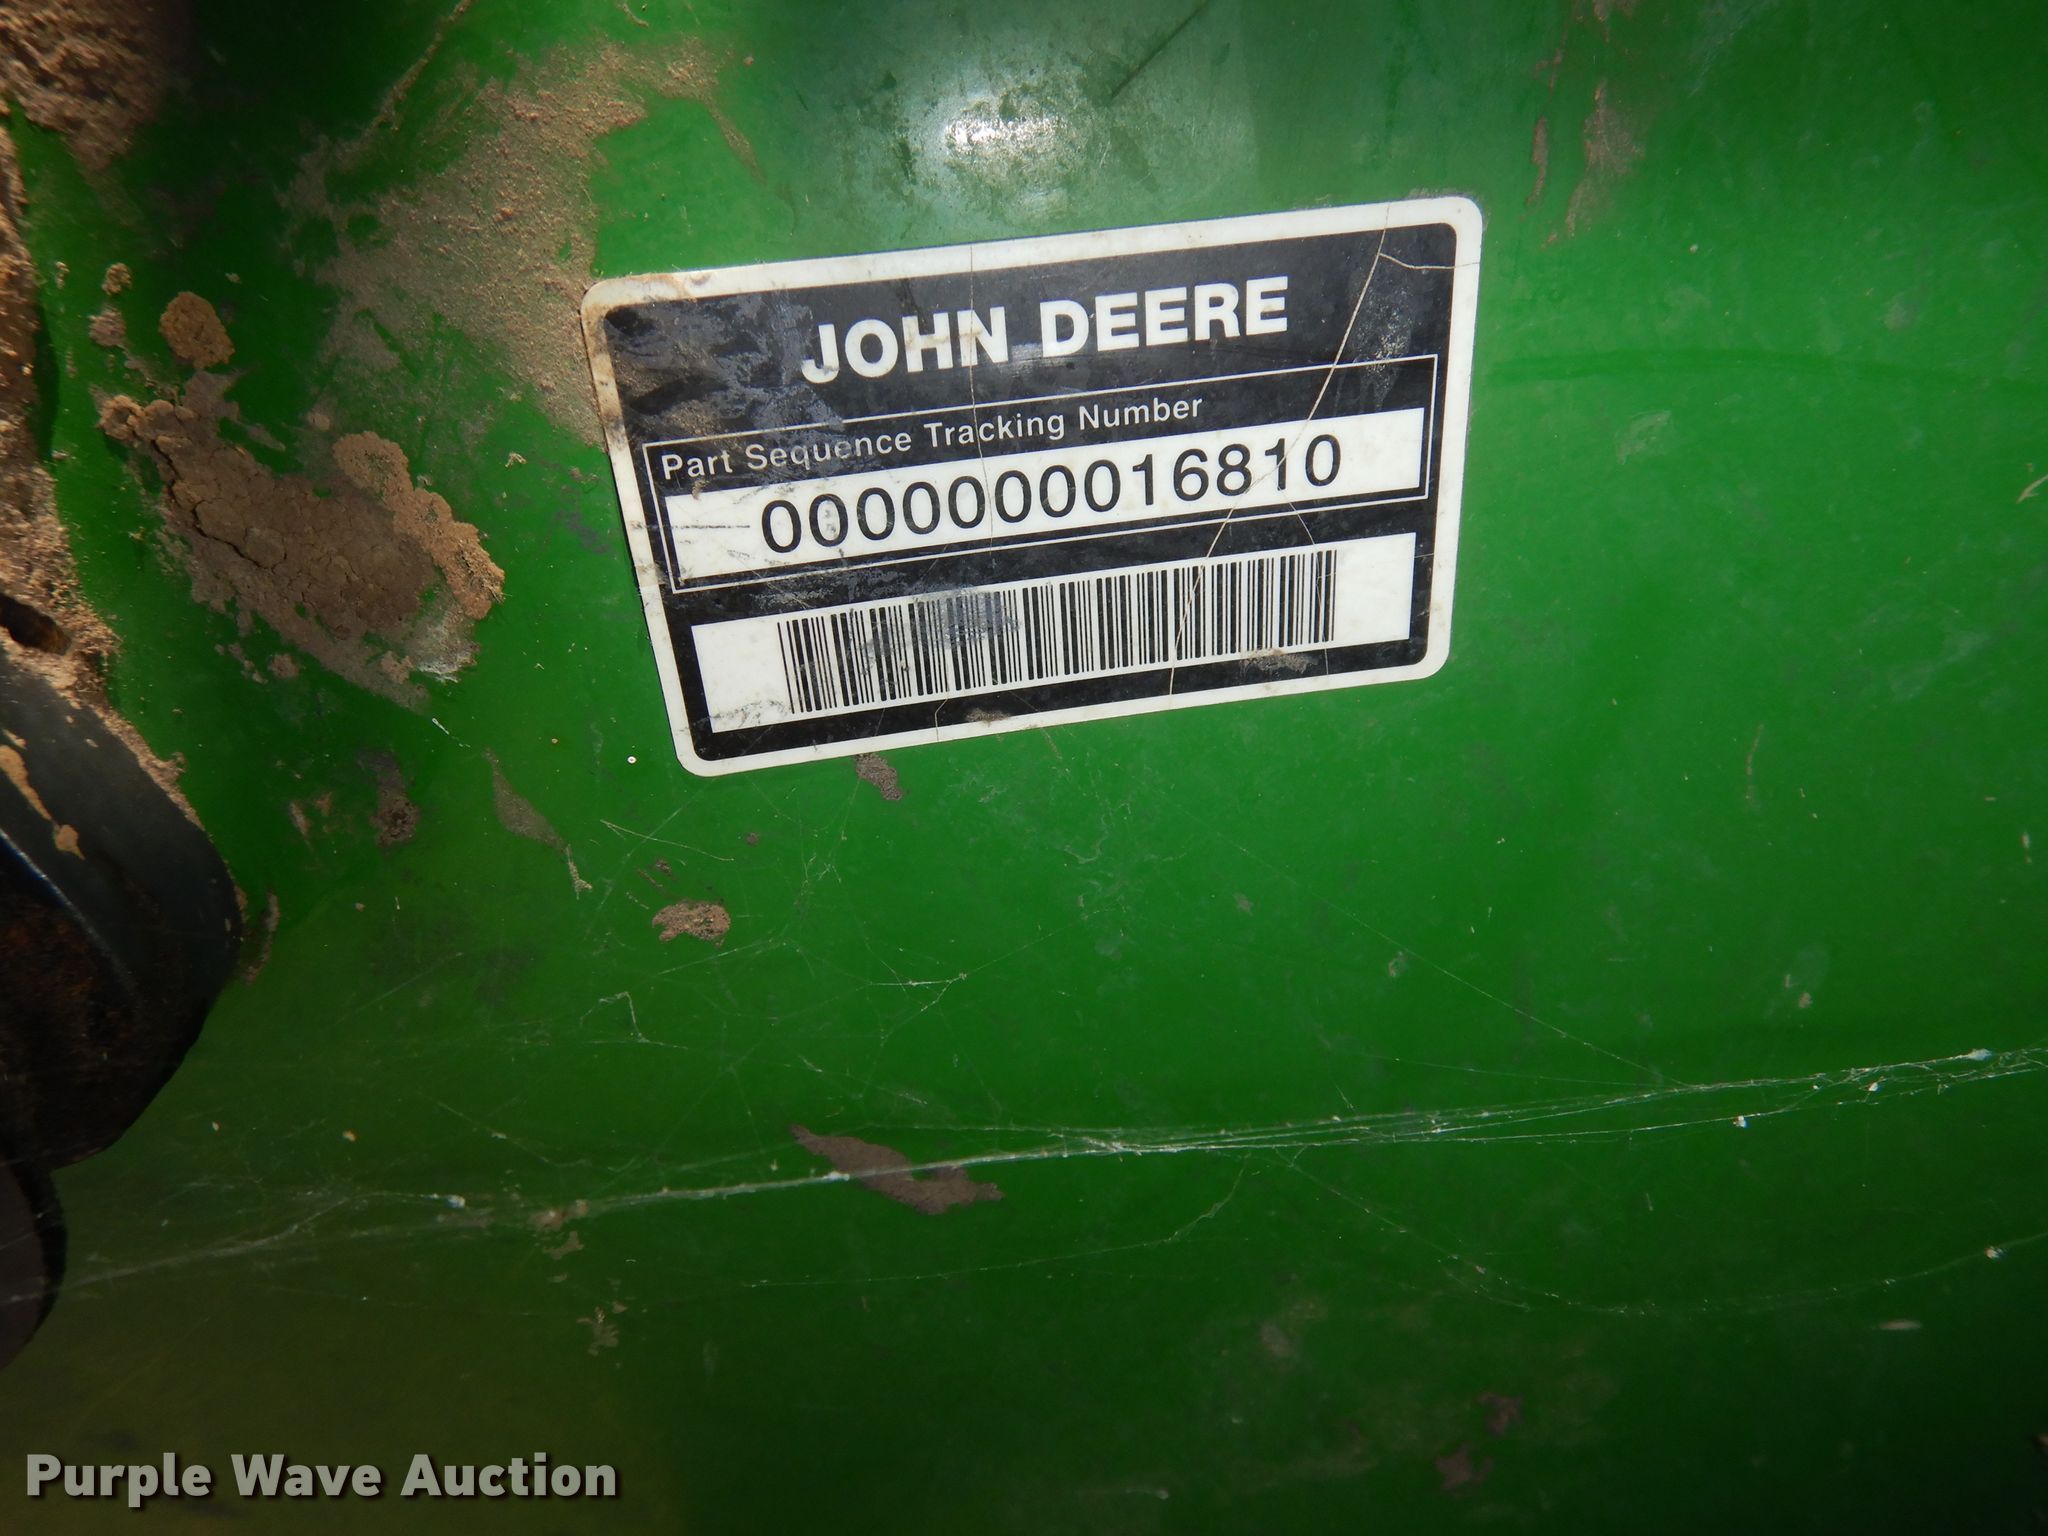 JOHN DEERE
Part Sequence Tracking Number
0000000016810
Purple Wave Auction